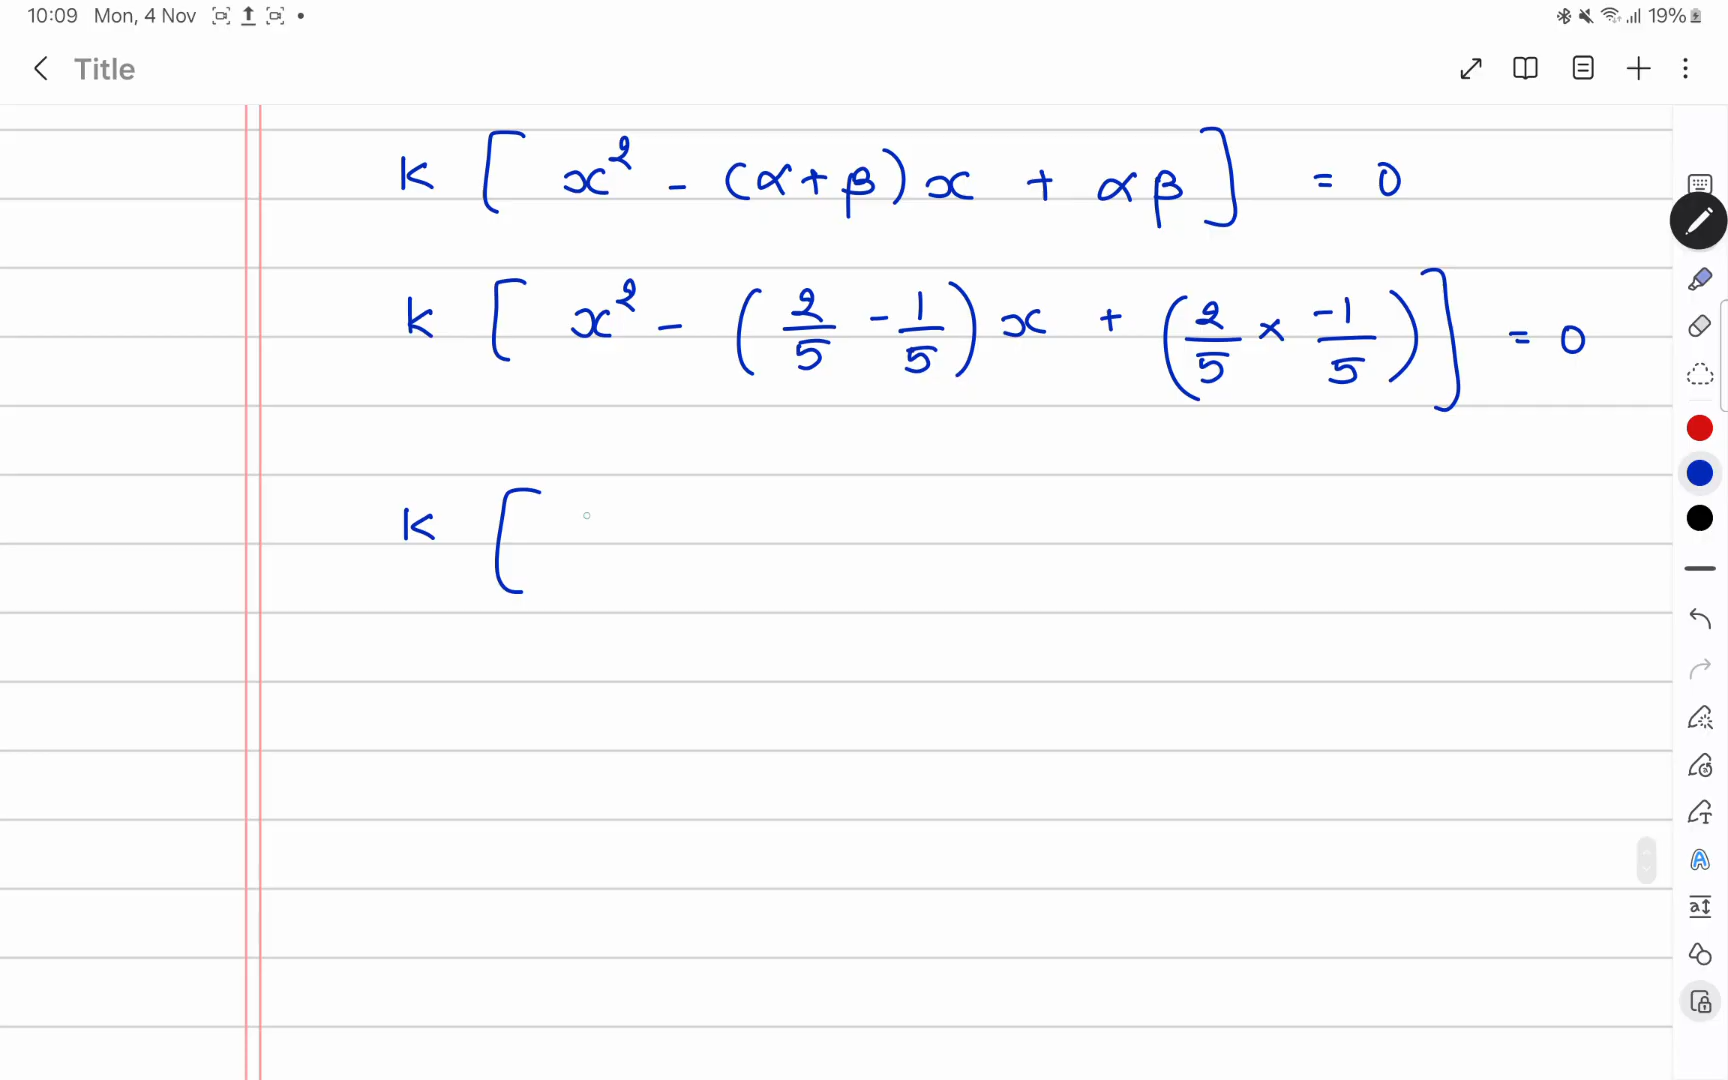 10:09 Mon, 4 Nov 19%
Title
K [ x² - (α + β) x + α β ] = 0
K [ x² - ( 2/5 - 1/5 ) x + ( 2/5 × -1/5 ) ] = 0
K [